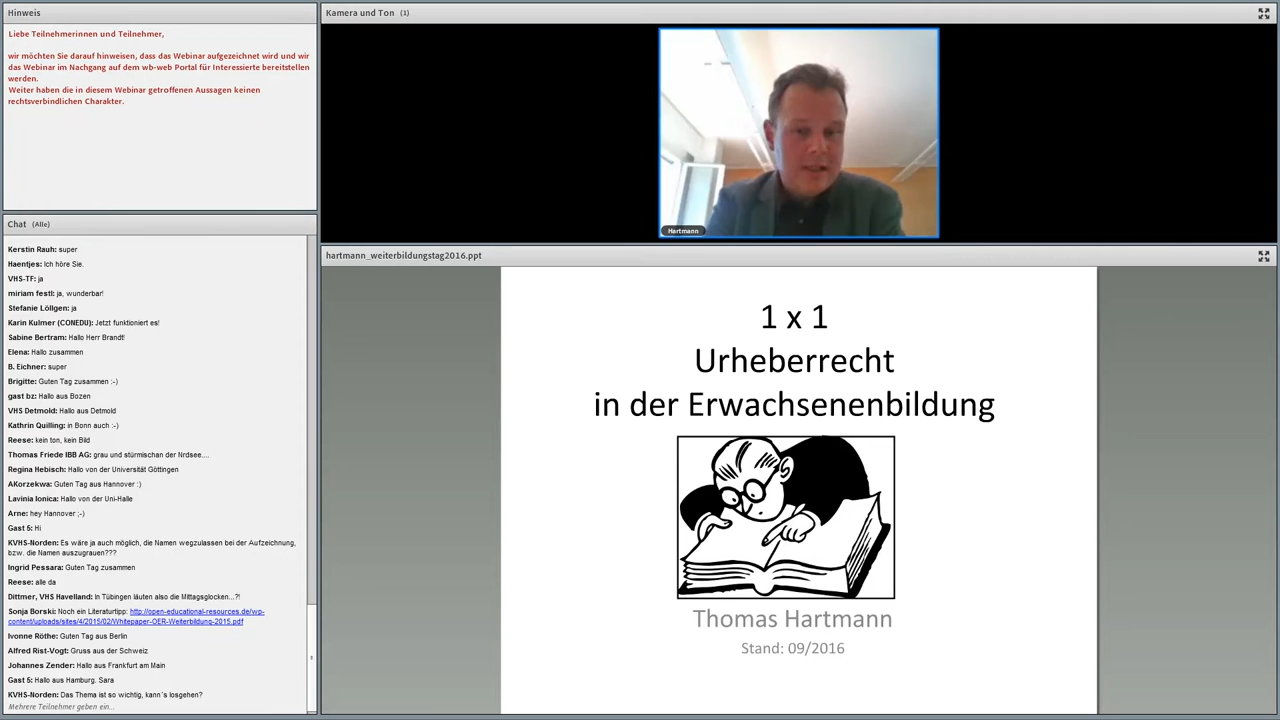 Hinweis
Liebe Teilnehmerinnen und Teilnehmer,
wir möchten Sie darauf hinweisen, dass das Webinar aufgezeichnet wird und wir
das Webinar im Nachgang auf dem wb-web Portal für Interessierte bereitstellen
werden.
Weiter haben die in diesem Webinar getroffenen Aussagen keinen
rechtsverbindlichen Charakter.
Chat (Alle)
Kerstin Rauh: super
Haentjes: Ich höre Sie.
VHS-TF: ja
miriam festl: ja, wunderbar!
Stefanie Löllgen: ja
Karin Kulmer (CONEDU): Jetzt funktioniert es!
Sabine Bertram: Hallo Herr Brandt!
Elena: Hallo zusammen
B. Eichner: super
Brigitte: Guten Tag zusammen :-)
gast bz: Hallo aus Bozen
VHS Detmold: Hallo aus Detmold
Kathrin Quilling: in Bonn auch :-)
Reese: kein ton, kein Bild
Thomas Friede IBB AG: grau und stürmischan der Nrdsee....
Regina Hebisch: Hallo von der Universität Göttingen
AKorzekwa: Guten Tag aus Hannover :)
Lavinia Ionica: Hallo von der Uni-Halle
Arne: hey Hannover ;-)
Gast 5: Hi
KVHS-Norden: Es wäre ja auch möglich, die Namen wegzulassen bei der Aufzeichnung,
bzw. die Namen auszugrauen???
Ingrid Pessara: Guten Tag zusammen
Reese: alle da
Dittmer, VHS Havelland: In Tübingen läuten also die Mittagsglocken...?!
Sonja Borski: Noch ein Literaturtipp: http://open-educational-resources.de/wp-
content/uploads/sites/4/2015/02/Whitepaper-OER-Weiterbildung-2015.pdf
Ivonne Röthe: Guten Tag aus Berlin
Alfred Rist-Vogt: Gruss aus der Schweiz
Johannes Zender: Hallo aus Frankfurt am Main
Gast 5: Hallo aus Hamburg. Sara
KVHS-Norden: Das Thema ist so wichtig, kann´s losgehen?
Mehrere Teilnehmer geben ein...
Kamera und Ton (1)
Hartmann
hartmann_weiterbildungstag2016.ppt
1 x 1
Urheberrecht
in der Erwachsenenbildung
Thomas Hartmann
Stand: 09/2016